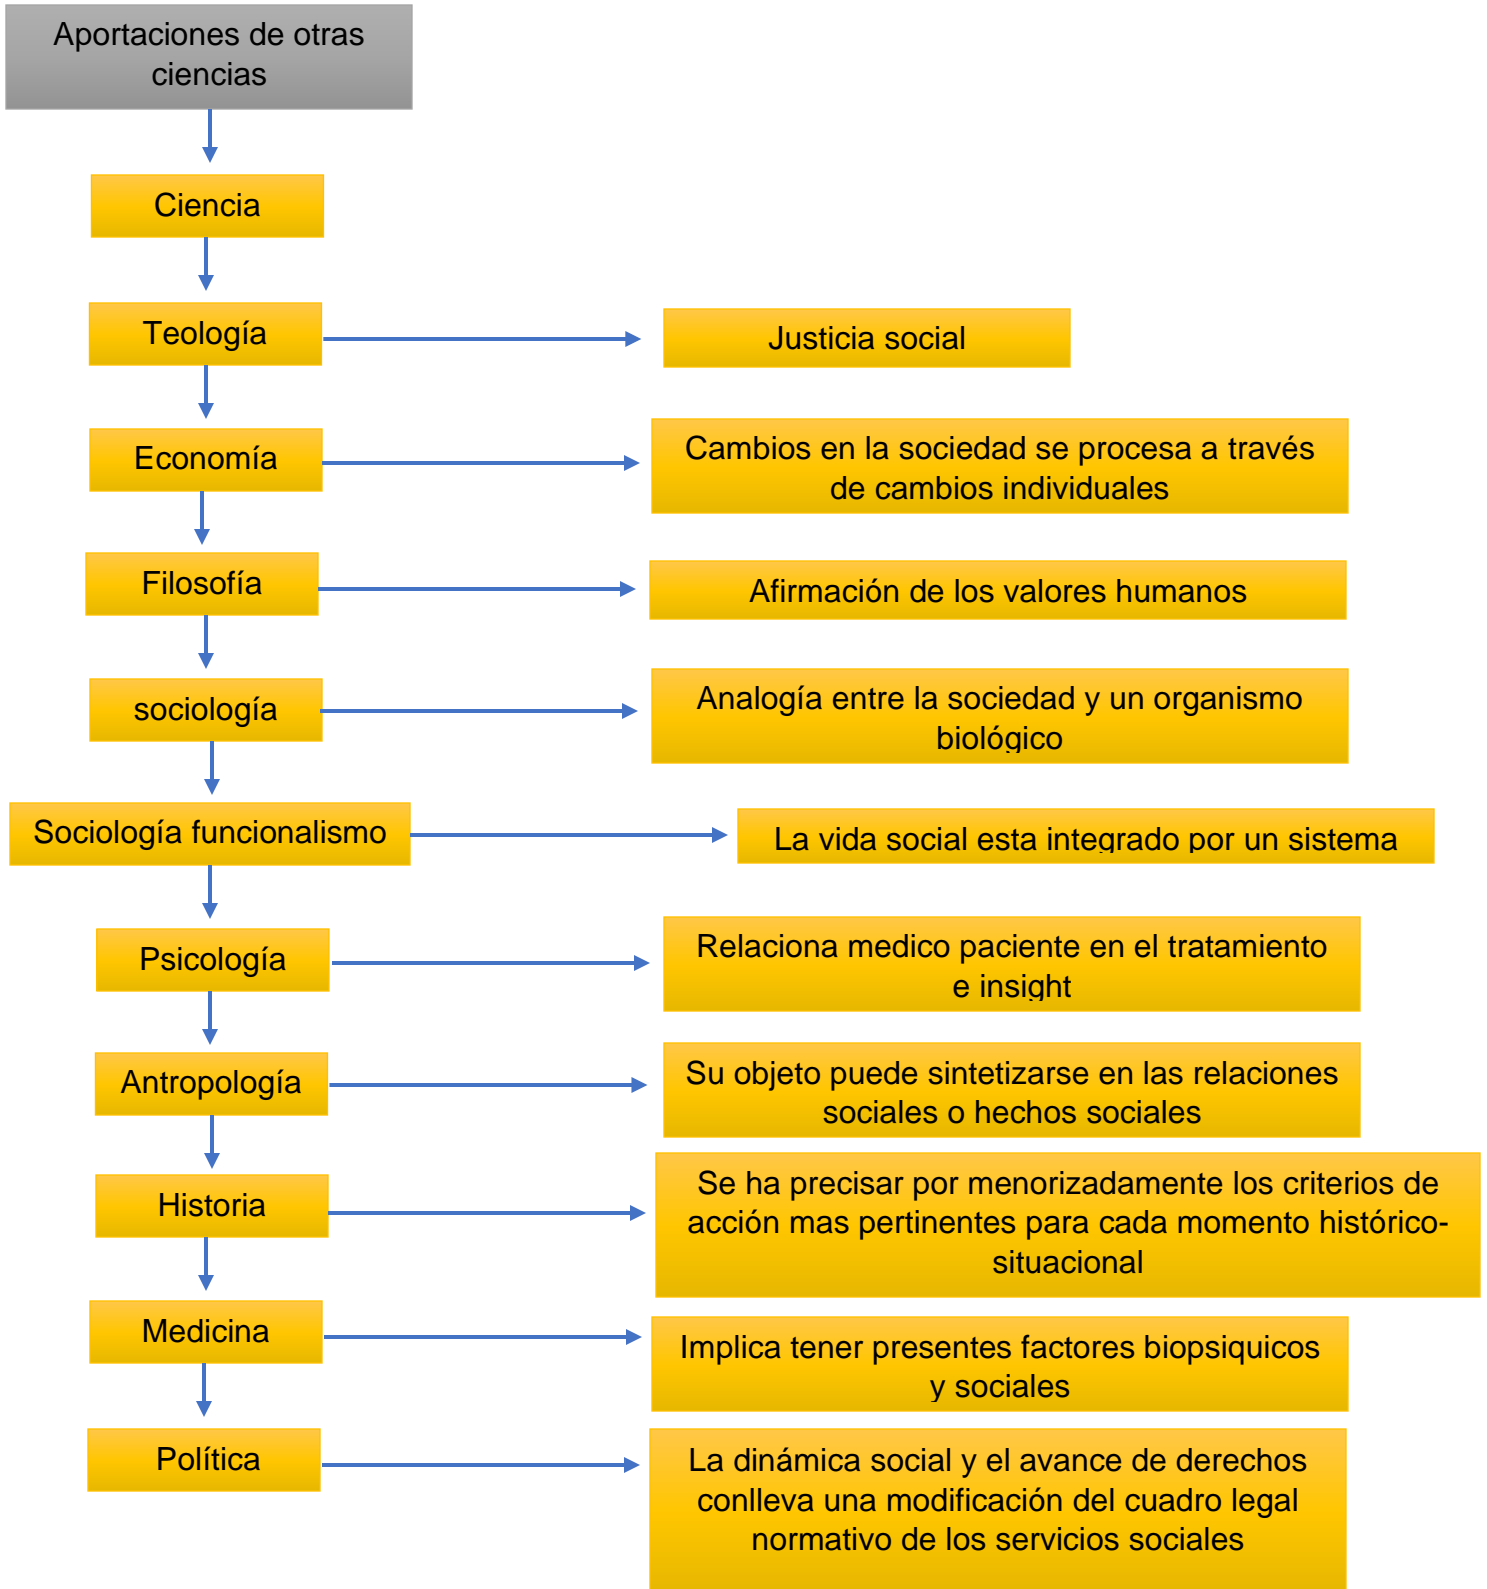 Aportaciones de otras
ciencias
Ciencia
Teología
Justicia social
Economía
Cambios en la sociedad se procesa a través
de cambios individuales
Filosofía
Afirmación de los valores humanos
sociología
Analogía entre la sociedad y un organismo
biológico
Sociología funcionalismo
La vida social esta integrado por un sistema
Psicología
Relaciona medico paciente en el tratamiento
e insight
Antropología
Su objeto puede sintetizarse en las relaciones
sociales o hechos sociales
Historia
Se ha precisar por menorizadamente los criterios de
acción mas pertinentes para cada momento histórico-
situacional
Medicina
Implica tener presentes factores biopsiquicos
y sociales
Política
La dinámica social y el avance de derechos
conlleva una modificación del cuadro legal
normativo de los servicios sociales